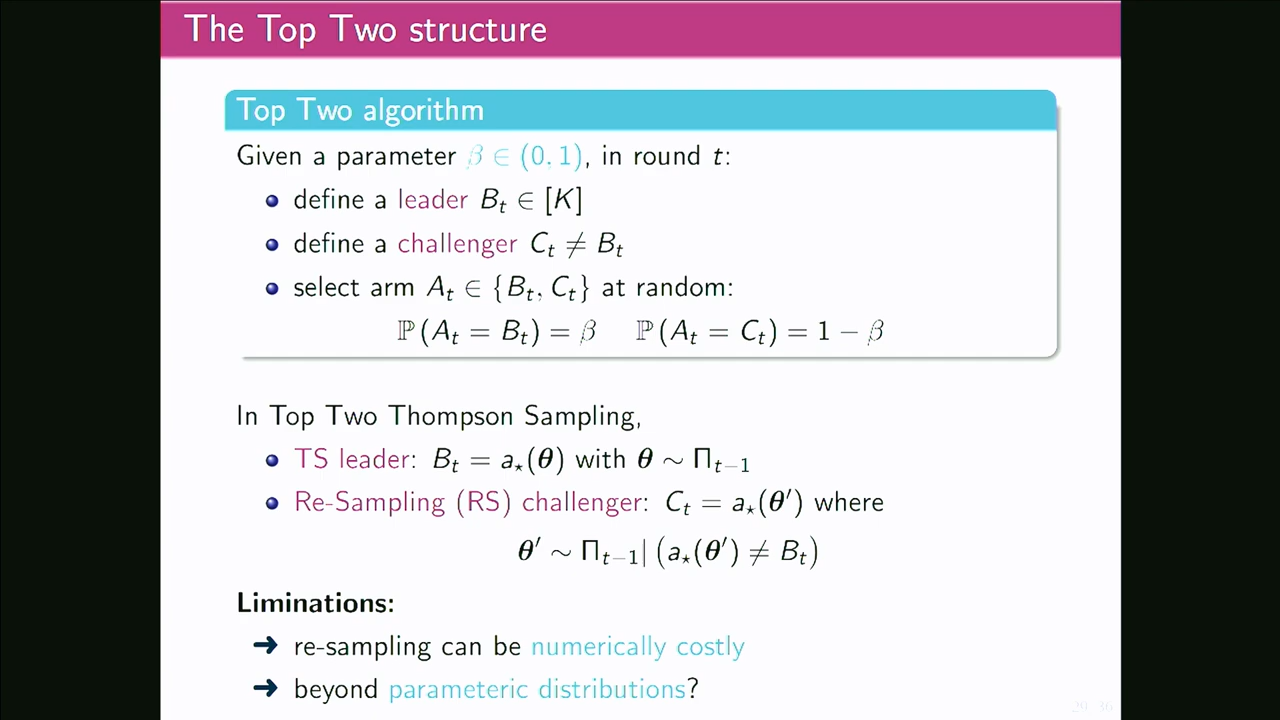 The Top Two structure
Top Two algorithm
Given a parameter β ∈ (0, 1), in round t:
define a leader B_t ∈ [K]
define a challenger C_t ≠ B_t
select arm A_t ∈ {B_t, C_t} at random:
ℙ(A_t = B_t) = β ℙ(A_t = C_t) = 1 − β
In Top Two Thompson Sampling,
TS leader: B_t = a_⋆(θ) with θ ∼ Π_{t−1}
Re-Sampling (RS) challenger: C_t = a_⋆(θ′) where
θ′ ∼ Π_{t−1}| (a_⋆(θ′) ≠ B_t)
Liminations:
➜ re-sampling can be numerically costly
➜ beyond parameteric distributions?